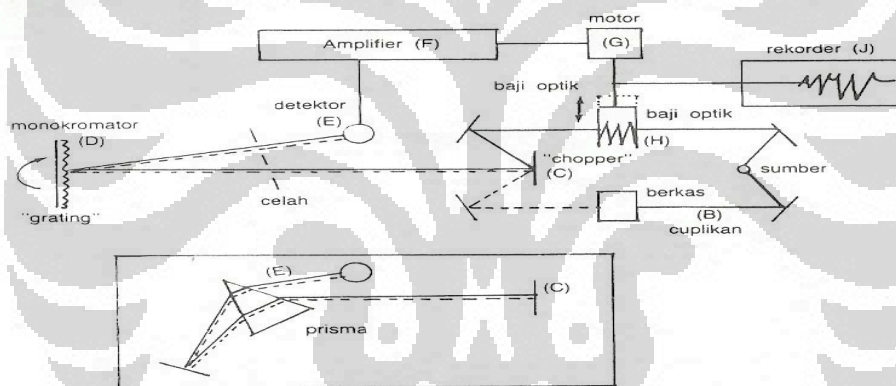 motor
Amplifier (F)
(G)
rekorder (J)
baji optik
detektor
(E)
baji optik
(H)
monokromator
(D)
"chopper"
(C)
sumber
celah
berkas
(B)
cuplikan
"grating"
(E)
(C)
prisma